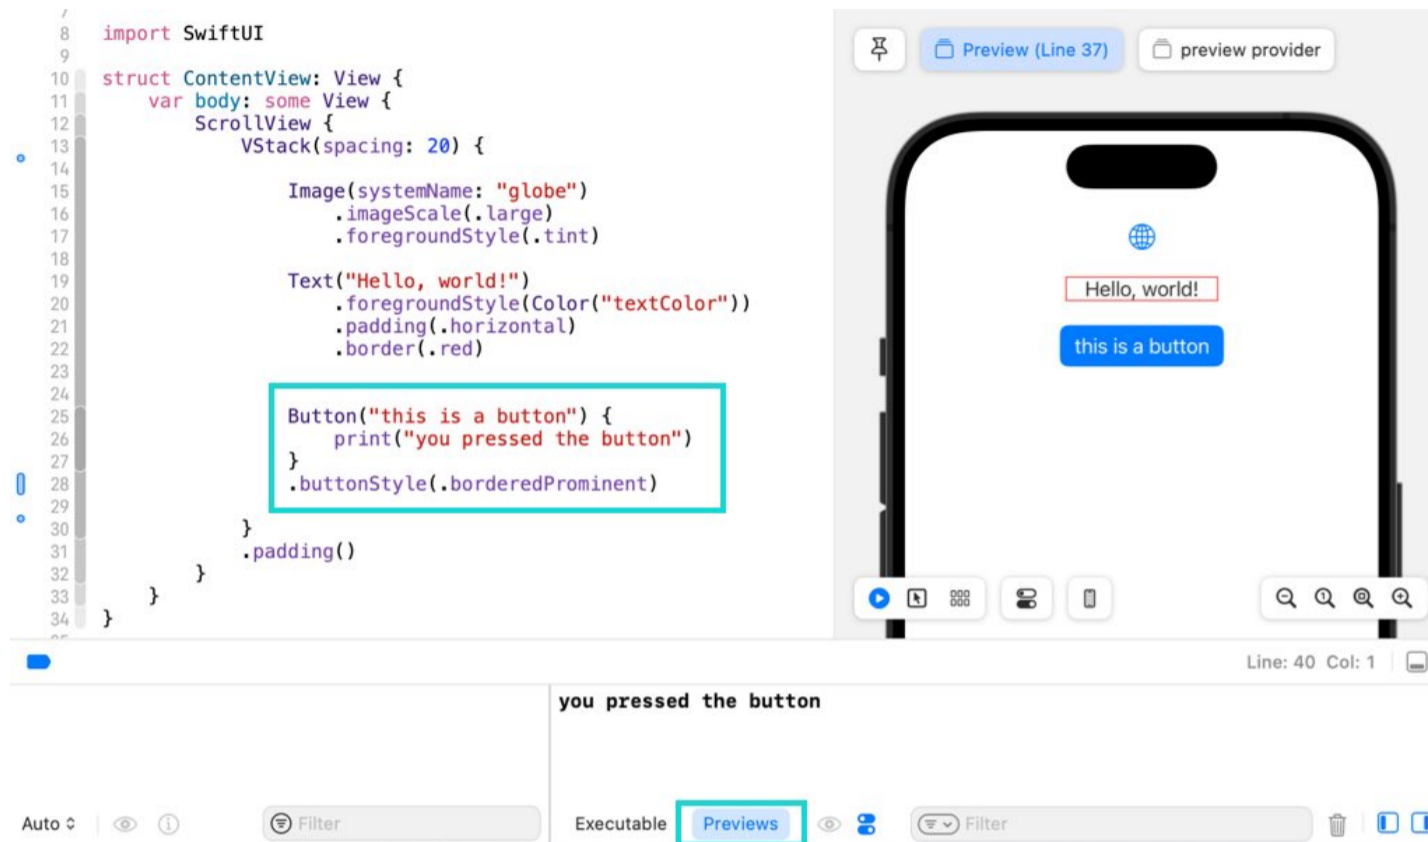 7
8 import SwiftUI
9
10 struct ContentView: View {
11 var body: some View {
12 ScrollView {
13 VStack(spacing: 20) {
14
15 Image(systemName: "globe")
16 .imageScale(.large)
17 .foregroundStyle(.tint)
18
19 Text("Hello, world!")
20 .foregroundStyle(Color("textColor"))
21 .padding(.horizontal)
22 .border(.red)
23
24
25 Button("this is a button") {
26 print("you pressed the button")
27 }
28 .buttonStyle(.borderedProminent)
29
30 }
31 .padding()
32 }
33 }
34 }
35
Preview (Line 37) preview provider
Hello, world!
this is a button
Line: 40 Col: 1
you pressed the button
Auto Filter Executable Previews Filter